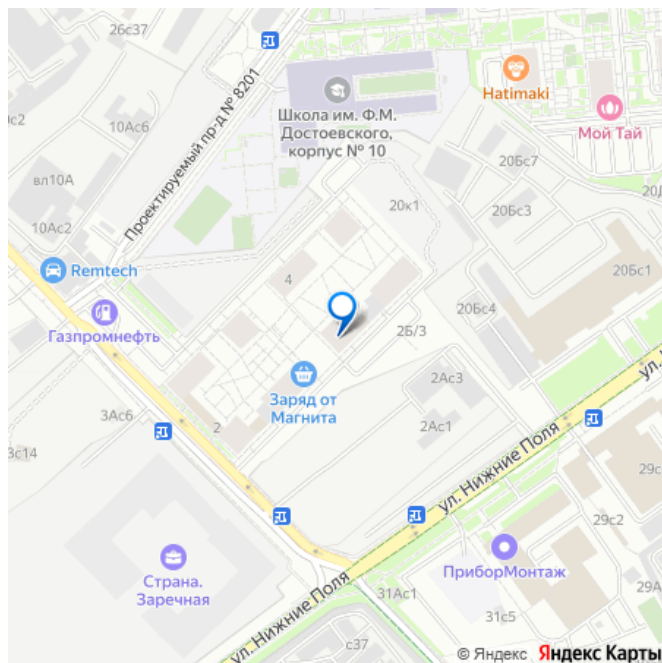 26с37
Hatimaki
Мой Тай
10Ас6
Школа им. Ф.М.
Достоевского,
корпус № 10
Проектируемый пр-д № 8201
вл10А
20Бс7
10Ас2
20к1
20Бс3
Remtech
20Бс1
4
Газпромнефть
20Бс4
2Б/3
Заряд от
Магнита
2Ас3
3Ас6
2
2Ас1
3с14
ул. Нижние Поля
29с2
ПриборМонтаж
Страна.
Заречная
31Ас1
29А
31с5
ул. Нижние Поля
с37
© Яндекс Яндекс Карты